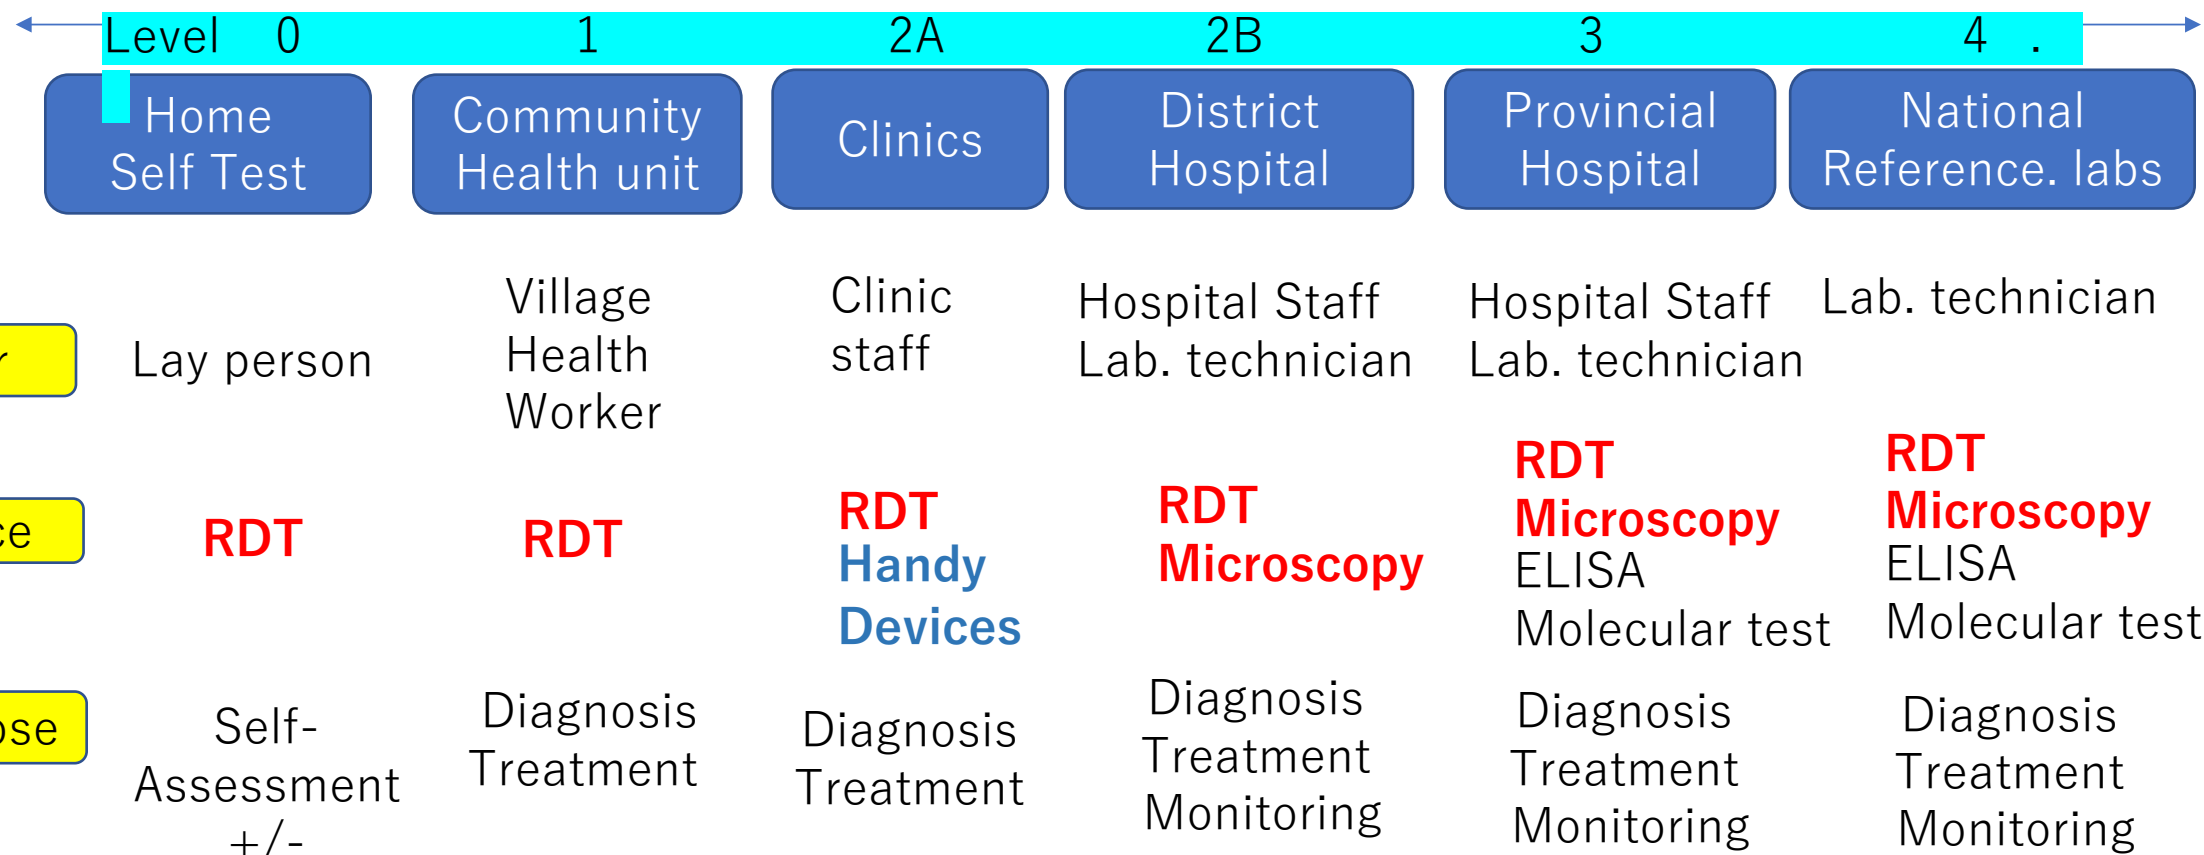 Level 0 1 2A 2B 3 4 .
Home
Self Test
Community
Health unit
Clinics
District
Hospital
Provincial
Hospital
National
Reference. labs
r
Lay person
Village
Health
Worker
Clinic
staff
Hospital Staff
Lab. technician
Hospital Staff
Lab. technician
Lab. technician
ce
RDT
RDT
RDT
Handy
Devices
RDT
Microscopy
RDT
Microscopy
ELISA
Molecular test
RDT
Microscopy
ELISA
Molecular test
ose
Self-
Assessment
+/-
Diagnosis
Treatment
Diagnosis
Treatment
Diagnosis
Treatment
Monitoring
Diagnosis
Treatment
Monitoring
Diagnosis
Treatment
Monitoring